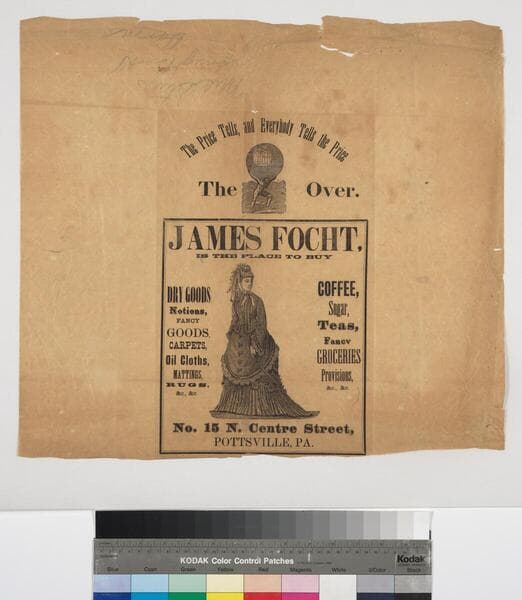 The Price Tells, and Everybody Tells the Price
The Over.
JAMES FOCHT,
IS THE PLACE TO BUY
DRY GOODS
Notions,
FANCY
GOODS,
CARPETS,
Oil Cloths,
MATTINGS,
RUGS,
&c., &c.
COFFEE,
Sugar,
Teas,
Fancy
GROCERIES
Provisions,
&c., &c.
No. 15 N. Centre Street,
POTTSVILLE, PA.
KODAK Color Control Patches
Kodak
Blue Cyan Green Yellow Red Magenta White 3/Color Black